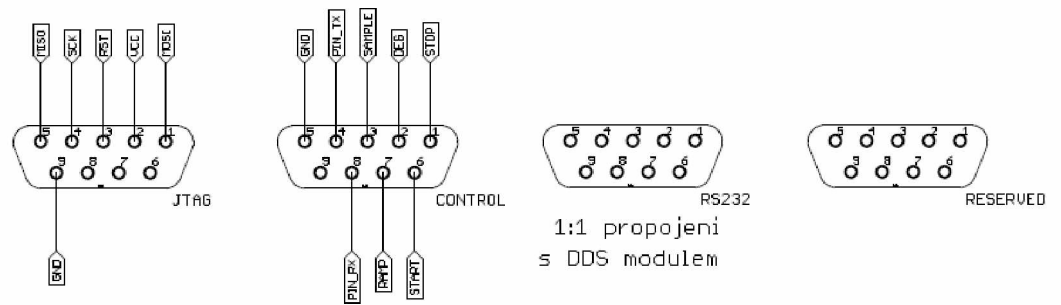 MISO SCK RST VCC MOSI
GND PIN_TX SAMPLE DEG STOP
5 4 3 2 1
9 8 7 6
JTAG
GND
5 4 3 2 1
9 8 7 6
CONTROL
PIN_RX RAMP START
5 4 3 2 1
9 8 7 6
RS232
1:1 propojeni
s DDS modulem
5 4 3 2 1
9 8 7 6
RESERVED